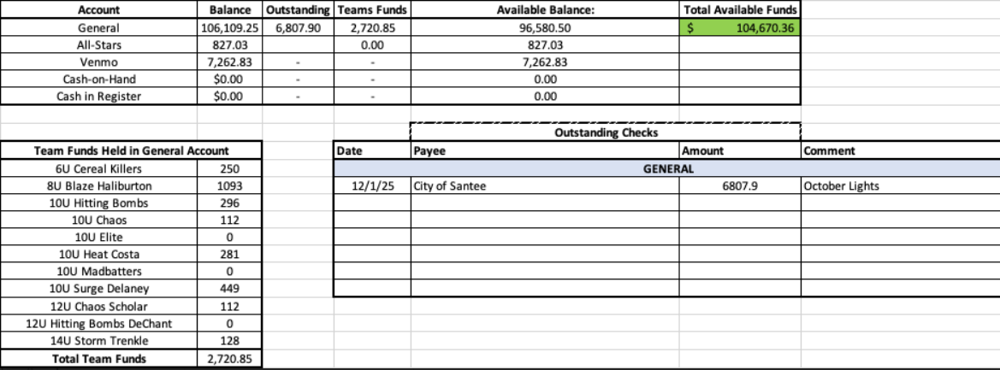 Account Balance Outstanding Teams Funds Available Balance: Total Available Funds
General 106,109.25 6,807.90 2,720.85 96,580.50 $ 104,670.36
All-Stars 827.03 0.00 827.03
Venmo 7,262.83 - - 7,262.83
Cash-on-Hand $0.00 - - 0.00
Cash in Register $0.00 - - 0.00
Outstanding Checks
Team Funds Held in General Account Date Payee Amount Comment
6U Cereal Killers 250 GENERAL
8U Blaze Haliburton 1093 12/1/25 City of Santee 6807.9 October Lights
10U Hitting Bombs 296
10U Chaos 112
10U Elite 0
10U Heat Costa 281
10U Madbatters 0
10U Surge Delaney 449
12U Chaos Scholar 112
12U Hitting Bombs DeChant 0
14U Storm Trenkle 128
Total Team Funds 2,720.85